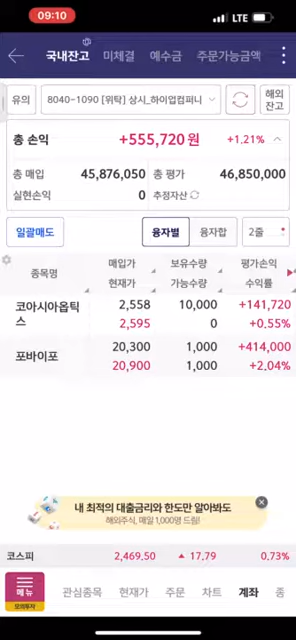 09:10
LTE
국내잔고 미체결 예수금 주문가능금액
유의 8040-1090 [위탁] 상시_하이업컴퍼니 해외 잔고
총 손익 +555,720 원 +1.21%
총 매입 45,876,050 총 평가 46,850,000
실현손익 0 추정자산
일괄매도 융자별 융자합 2줄
종목명 매입가 보유수량 평가손익
현재가 가능수량 수익률
코아시아옵틱스 2,558 10,000 +141,720
2,595 0 +0.55%
포바이포 20,300 1,000 +414,000
20,900 1,000 +2.04%
내 최적의 대출금리와 한도만 알아봐도
해외주식, 매일 1,000명 드림!
코스피 2,469.50 ▲ 17.79 0.73%
메뉴 관심종목 현재가 주문 차트 계좌 종
모의투자